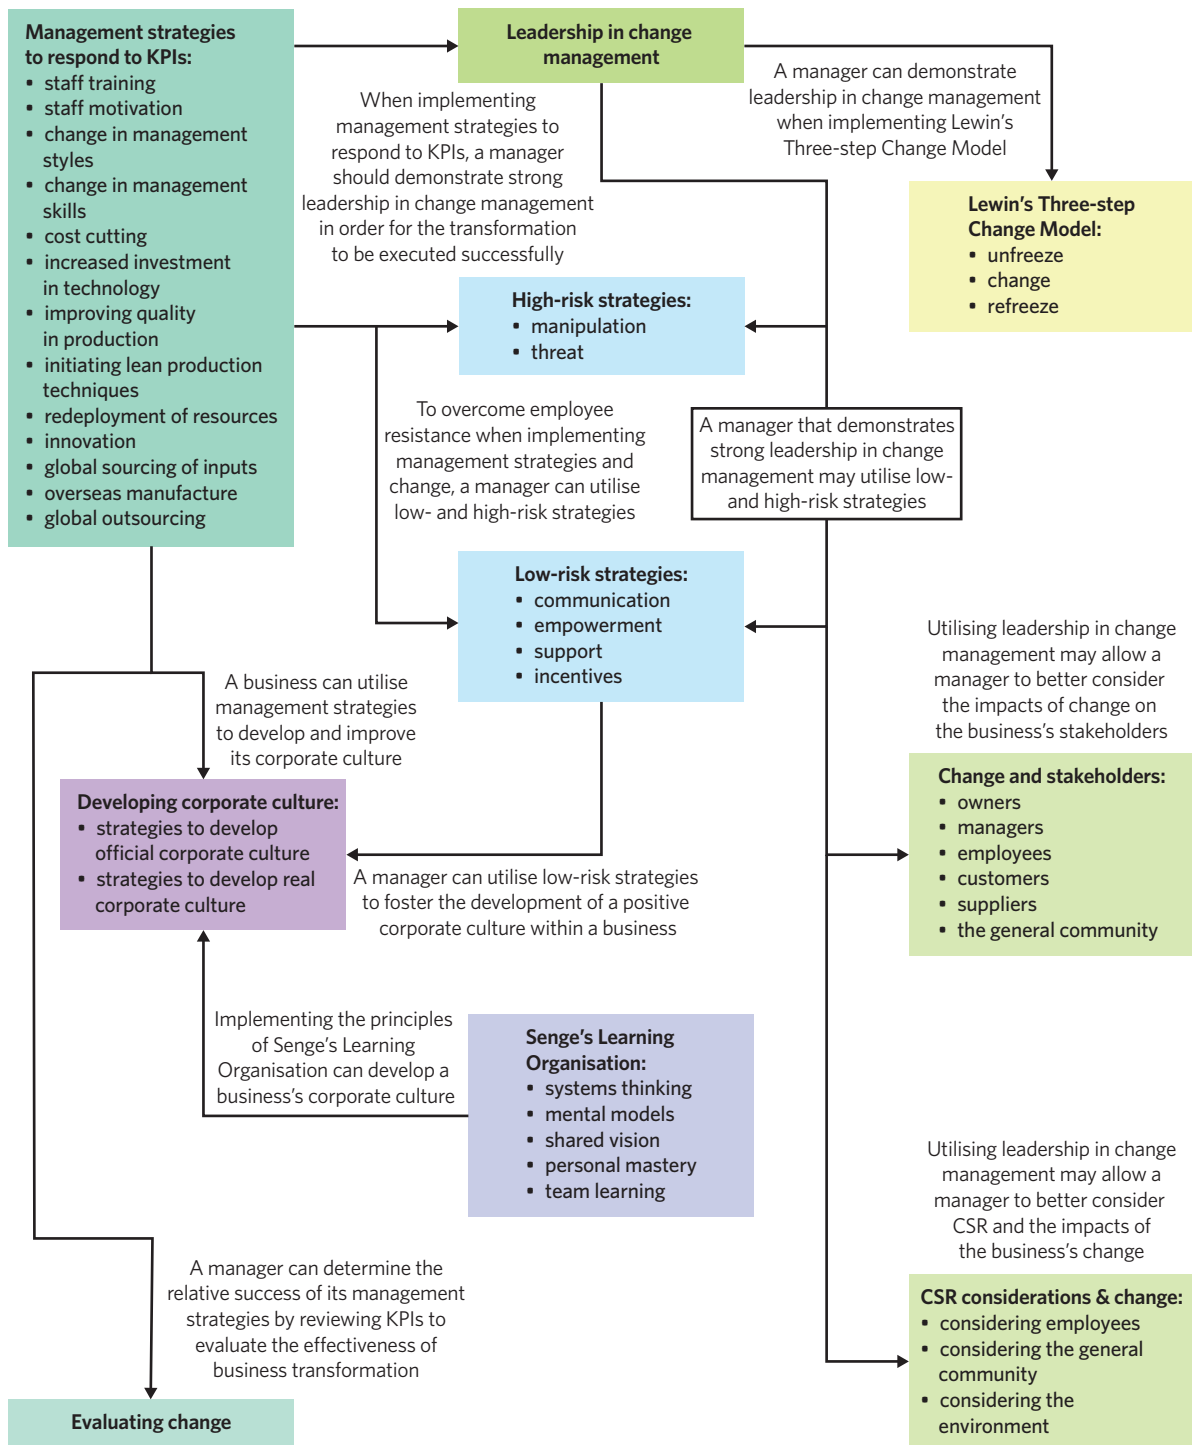 Management strategies
to respond to KPIs:
▪ staff training
▪ staff motivation
▪ change in management
styles
▪ change in management
skills
▪ cost cutting
▪ increased investment
in technology
▪ improving quality
in production
▪ initiating lean production
techniques
▪ redeployment of resources
▪ innovation
▪ global sourcing of inputs
▪ overseas manufacture
▪ global outsourcing
Leadership in change
management
When implementing
management strategies to
respond to KPIs, a manager
should demonstrate strong
leadership in change management
in order for the transformation
to be executed successfully
A manager can demonstrate
leadership in change management
when implementing Lewin’s
Three-step Change Model
Lewin’s Three-step
Change Model:
▪ unfreeze
▪ change
▪ refreeze
High-risk strategies:
▪ manipulation
▪ threat
To overcome employee
resistance when implementing
management strategies and
change, a manager can utilise
low- and high-risk strategies
A manager that demonstrates
strong leadership in change
management may utilise low-
and high-risk strategies
Low-risk strategies:
▪ communication
▪ empowerment
▪ support
▪ incentives
A business can utilise
management strategies
to develop and improve
its corporate culture
Utilising leadership in change
management may allow a
manager to better consider
the impacts of change on
the business’s stakeholders
Developing corporate culture:
▪ strategies to develop
official corporate culture
▪ strategies to develop real
corporate culture
A manager can utilise low-risk strategies
to foster the development of a positive
corporate culture within a business
Change and stakeholders:
▪ owners
▪ managers
▪ employees
▪ customers
▪ suppliers
▪ the general community
Implementing the principles
of Senge’s Learning
Organisation can develop a
business’s corporate culture
Senge’s Learning
Organisation:
▪ systems thinking
▪ mental models
▪ shared vision
▪ personal mastery
▪ team learning
Utilising leadership in change
management may allow a
manager to better consider
CSR and the impacts of
the business’s change
A manager can determine the
relative success of its management
strategies by reviewing KPIs to
evaluate the effectiveness of
business transformation
CSR considerations & change:
▪ considering employees
▪ considering the general
community
▪ considering the
environment
Evaluating change